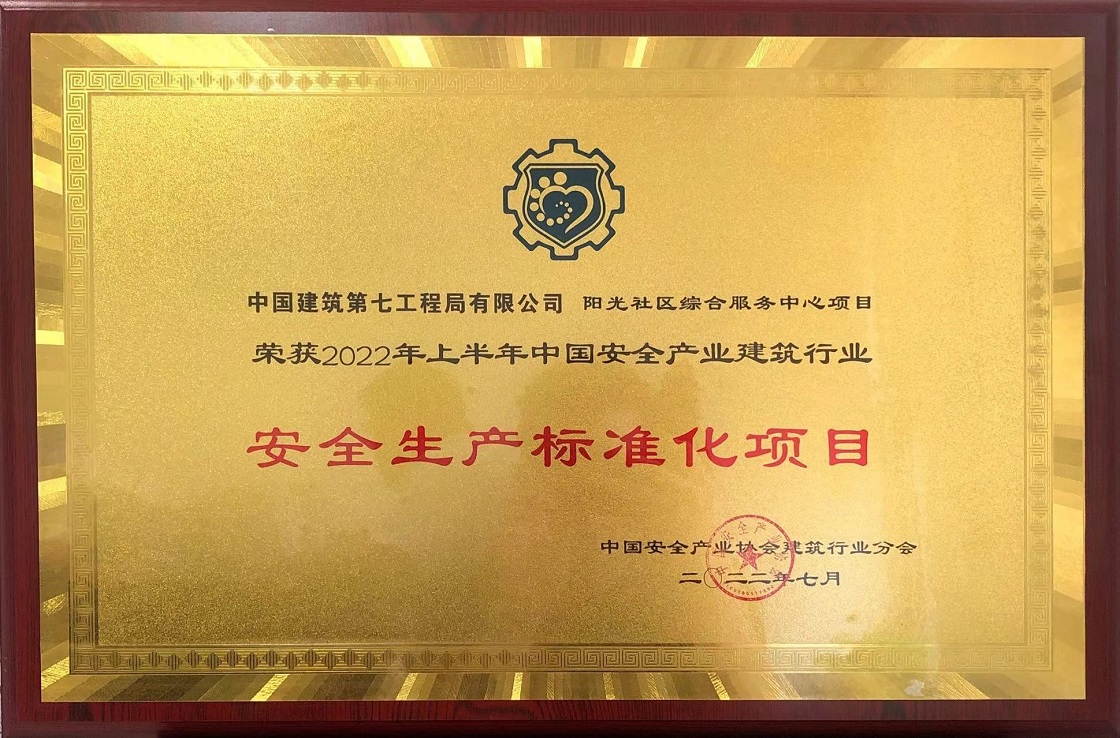 中国建筑第七工程局有限公司 阳光社区综合服务中心项目
荣获2022年上半年中国安全产业建筑行业
安全生产标准化项目
中国安全产业协会建筑行业分会
二〇二二年七月